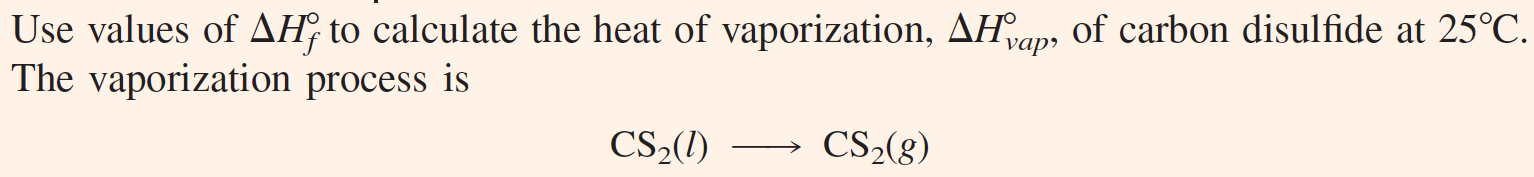 Use values of ΔH°f to calculate the heat of vaporization, ΔH°vap, of carbon disulfide at 25°C.
The vaporization process is
CS₂(l) ⟶ CS₂(g)